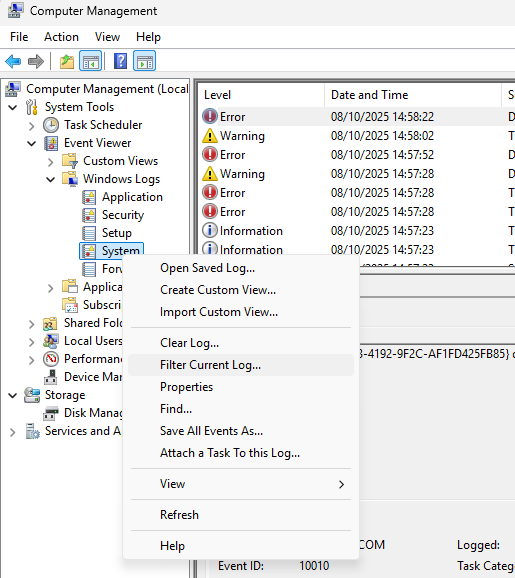 Computer Management
File Action View Help
Computer Management (Local
System Tools
Task Scheduler
Event Viewer
Custom Views
Windows Logs
Application
Security
Setup
System
Forw
Applica
Subscri
Shared Fold
Local Users
Performanc
Device Man
Storage
Disk Manag
Services and A
Level Date and Time S
Error 08/10/2025 14:58:22 D
Warning 08/10/2025 14:58:02 T
Error 08/10/2025 14:57:52 D
Warning 08/10/2025 14:57:28 D
Error 08/10/2025 14:57:28 T
Error 08/10/2025 14:57:28 T
Information 08/10/2025 14:57:23 D
Information 08/10/2025 14:57:23 T
Open Saved Log...
Create Custom View...
Import Custom View...
Clear Log...
Filter Current Log...
Properties
Find...
Save All Events As...
Attach a Task To this Log...
View
Refresh
Help
-4192-9F2C-AF1FD425FB85}
COM Logged:
Event ID: 10010 Task Categ